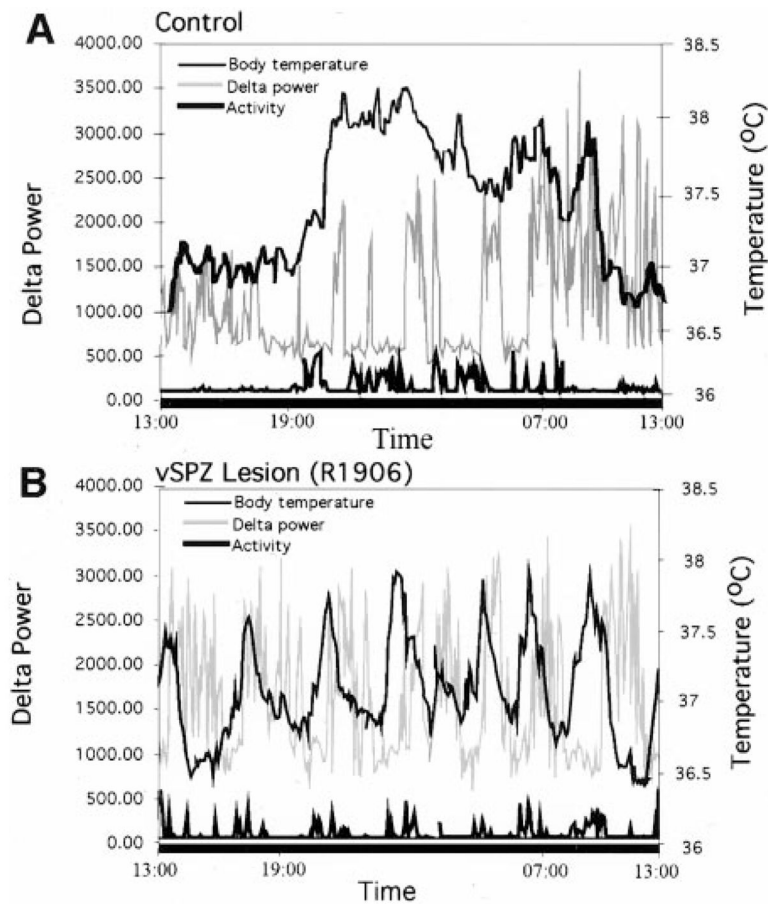 A
Control
4000.00
3500.00
3000.00
2500.00
2000.00
1500.00
1000.00
500.00
0.00
Delta Power
Body temperature
Delta power
Activity
38.5
38
37.5
37
36.5
36
Temperature (ºC)
13:00
19:00
07:00
13:00
Time
B
vSPZ Lesion (R1906)
4000.00
3500.00
3000.00
2500.00
2000.00
1500.00
1000.00
500.00
0.00
Delta Power
Body temperature
Delta power
Activity
38.5
38
37.5
37
36.5
36
Temperature (ºC)
13:00
19:00
07:00
13:00
Time